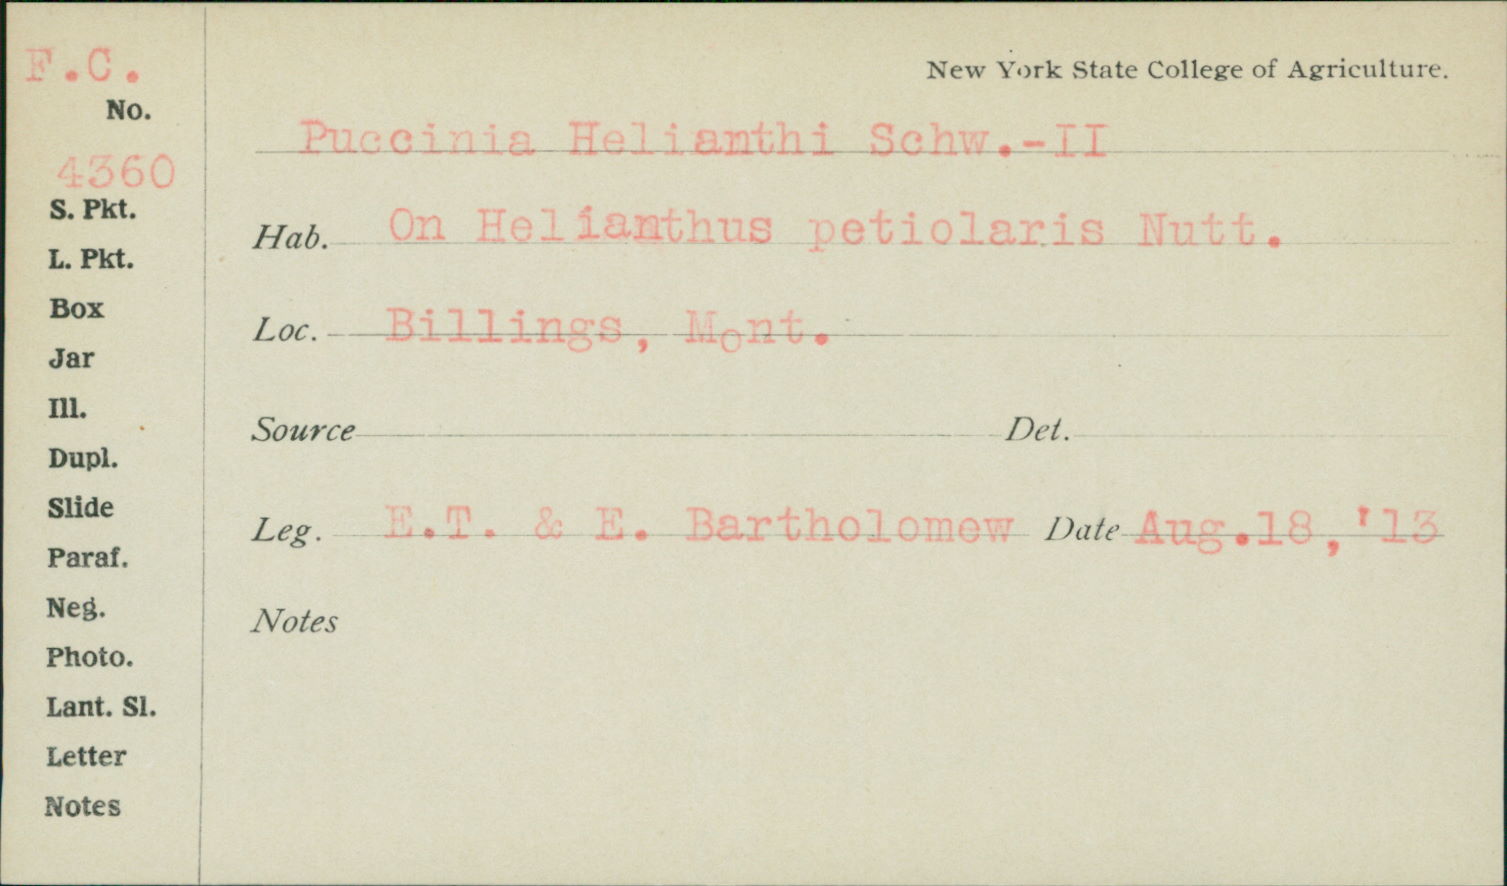 F.C.
No.
4360
S. Pkt.
L. Pkt.
Box
Jar
Ill.
Dupl.
Slide
Paraf.
Neg.
Photo.
Lant. Sl.
Letter
Notes
New York State College of Agriculture.
Puccinia Helianthi Schw.-II
Hab. On Helianthus petiolaris Nutt.
Loc. Billings, Mont.
Source Det.
Leg. E.T. & E. Bartholomew Date Aug.18,'13
Notes